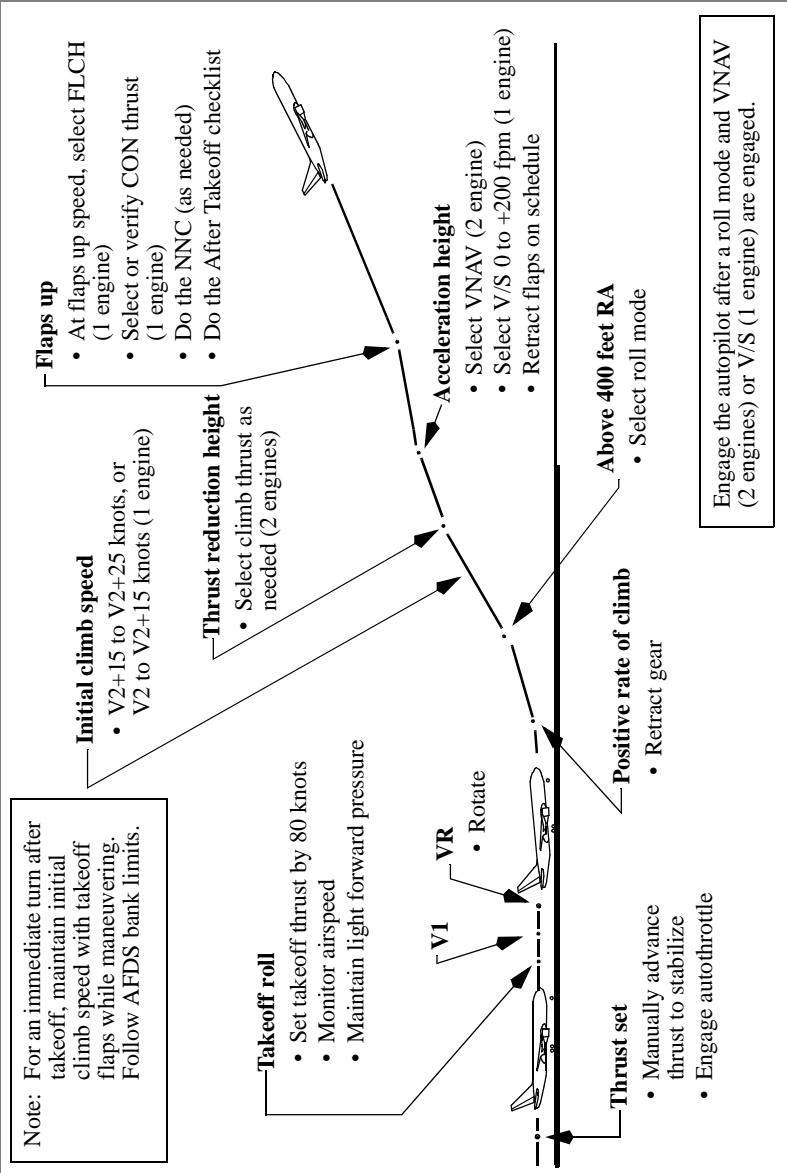 Note: For an immediate turn after
takeoff, maintain initial
climb speed with takeoff
flaps while maneuvering.
Follow AFDS bank limits.
Takeoff roll
• Set takeoff thrust by 80 knots
• Monitor airspeed
• Maintain light forward pressure
V1
VR
• Rotate
Thrust set
• Manually advance
thrust to stabilize
• Engage autothrottle
Positive rate of climb
• Retract gear
Initial climb speed
• V2+15 to V2+25 knots, or
V2 to V2+15 knots (1 engine)
Thrust reduction height
• Select climb thrust as
needed (2 engines)
Above 400 feet RA
• Select roll mode
Acceleration height
• Select VNAV (2 engine)
• Select V/S 0 to +200 fpm (1 engine)
• Retract flaps on schedule
Flaps up
• At flaps up speed, select FLCH
(1 engine)
• Select or verify CON thrust
(1 engine)
• Do the NNC (as needed)
• Do the After Takeoff checklist
Engage the autopilot after a roll mode and VNAV
(2 engines) or V/S (1 engine) are engaged.